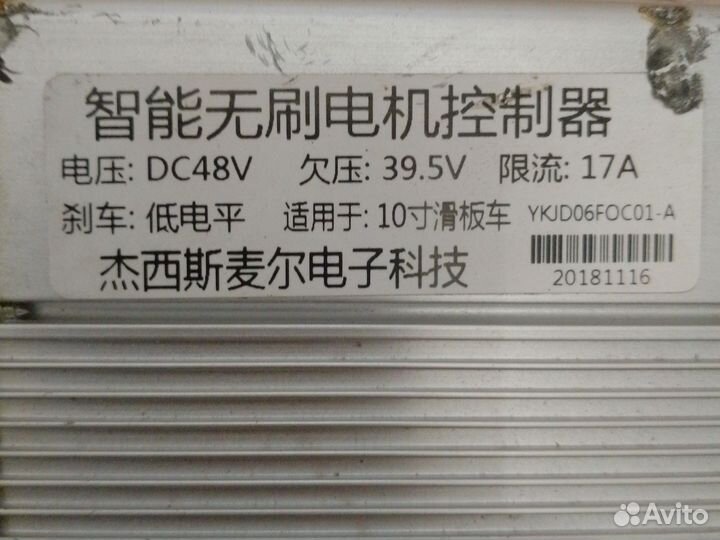 智能无刷电机控制器
电压: DC48V 欠压: 39.5V 限流: 17A
刹车: 低电平 适用于: 10寸滑板车 YKJD06FOC01-A
杰西斯麦尔电子科技
20181116
Avito